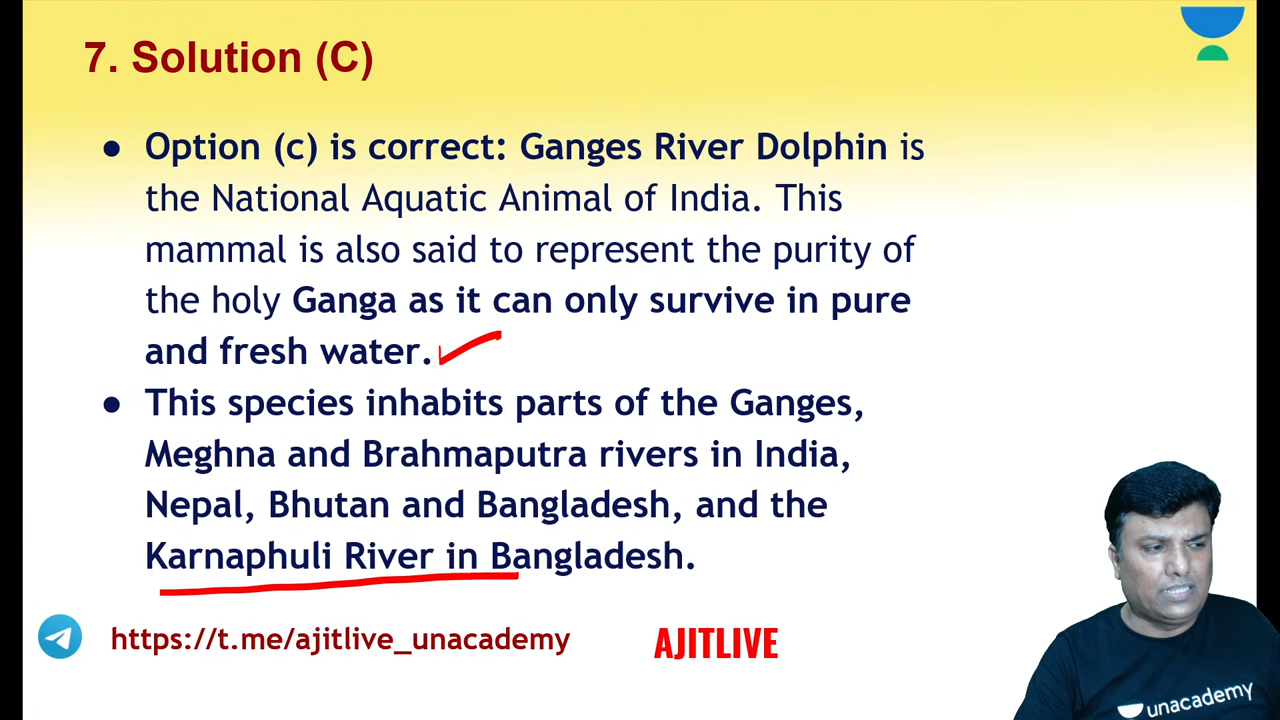 7. Solution (C)
● Option (c) is correct: Ganges River Dolphin is
the National Aquatic Animal of India. This
mammal is also said to represent the purity of
the holy Ganga as it can only survive in pure
and fresh water.
● This species inhabits parts of the Ganges,
Meghna and Brahmaputra rivers in India,
Nepal, Bhutan and Bangladesh, and the
Karnaphuli River in Bangladesh.
https://t.me/ajitlive_unacademy
AJITLIVE
unacademy